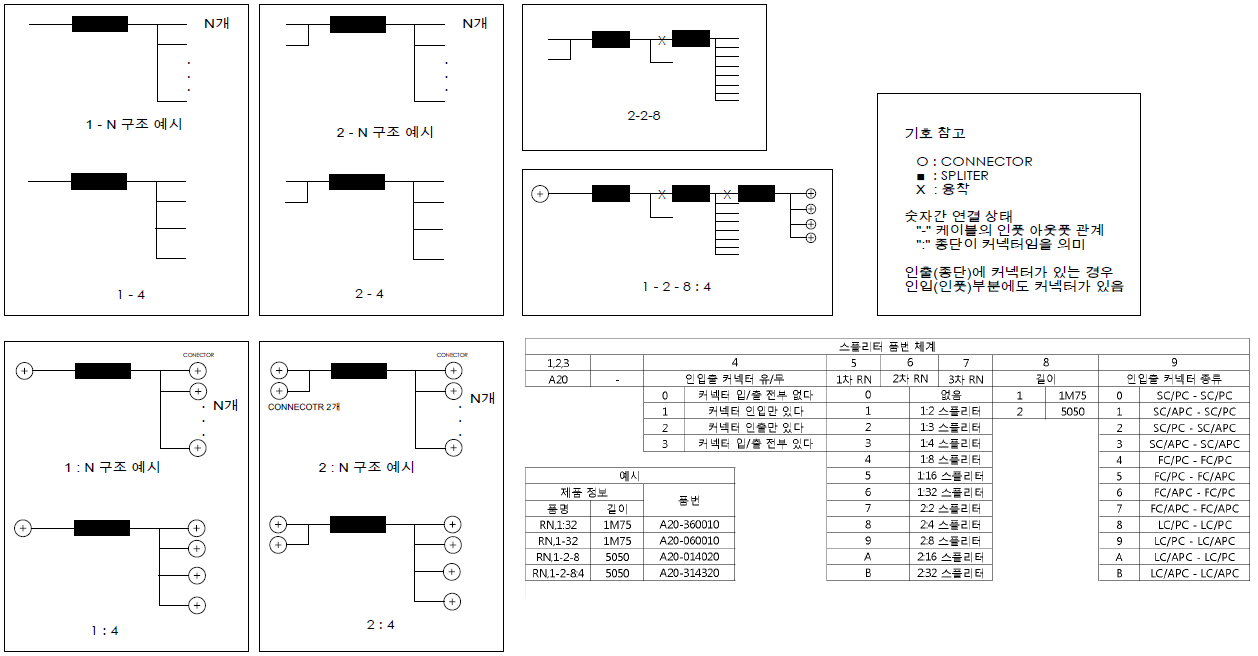 N개
1 - N 구조 예시
1 - 4
N개
2 - N 구조 예시
2 - 4
X
2-2-8
X
X
1 - 2 - 8 : 4
기호 참고
O : CONNECTOR
■ : SPLITER
X : 융착
숫자간 연결 상태
"-" 케이블의 인풋 아웃풋 관계
":" 종단이 커넥터임을 의미
인출(종단)에 커넥터가 있는 경우
인입(인풋)부분에도 커넥터가 있음
CONECTOR
N개
1 : N 구조 예시
1 : 4
CONECTOR
CONNECOTR 2개
N개
2 : N 구조 예시
2 : 4
스플리터 품번 체계
1,2,3 4 5 6 7 8 9
A20 - 인입출 커넥터 유/무 1차 RN 2차 RN 3차 RN 길이 인입출 커넥터 종류
0 커넥터 입/출 전부 없다 0 없음 1 1M75 0 SC/PC - SC/PC
1 커넥터 인입만 있다 1 1:2 스플리터 2 5050 1 SC/APC - SC/PC
2 커넥터 인출만 있다 2 1:3 스플리터 2 SC/PC - SC/APC
3 커넥터 입/출 전부 있다 3 1:4 스플리터 3 SC/APC - SC/APC
4 1:8 스플리터 4 FC/PC - FC/PC
5 1:16 스플리터 5 FC/PC - FC/APC
6 1:32 스플리터 6 FC/APC - FC/PC
7 2:2 스플리터 7 FC/APC - FC/APC
8 2:4 스플리터 8 LC/PC - LC/PC
9 2:8 스플리터 9 LC/PC - LC/APC
A 2:16 스플리터 A LC/APC - LC/PC
B 2:32 스플리터 B LC/APC - LC/APC
예시
제품 정보 품번
품명 길이
RN,1:32 1M75 A20-360010
RN,1-32 1M75 A20-060010
RN,1-2-8 5050 A20-014020
RN,1-2-8:4 5050 A20-314320